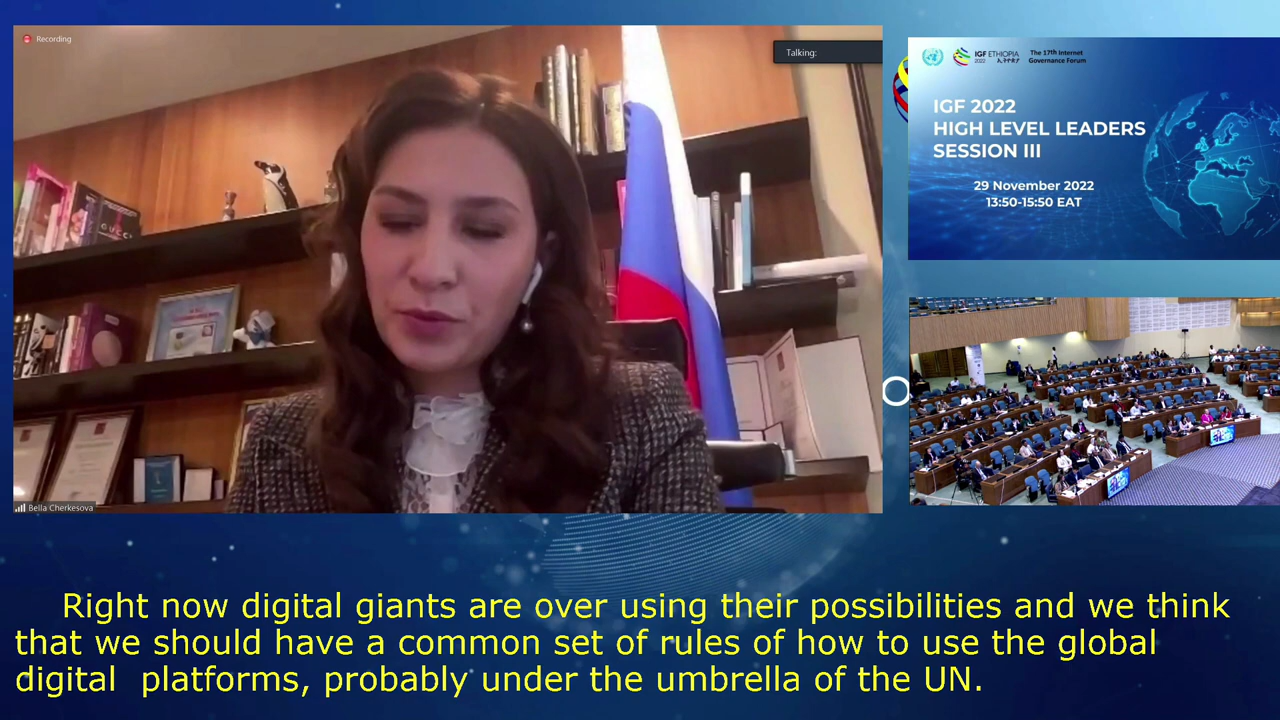 Recording
Talking:
GUCCI
Bella Cherkesova
IGF ETHIOPIA
2022 ኢትዮጵያ
The 17th Internet
Governance Forum
IGF 2022
HIGH LEVEL LEADERS
SESSION III
29 November 2022
13:50-15:50 EAT
Right now digital giants are over using their possibilities and we think
that we should have a common set of rules of how to use the global
digital platforms, probably under the umbrella of the UN.